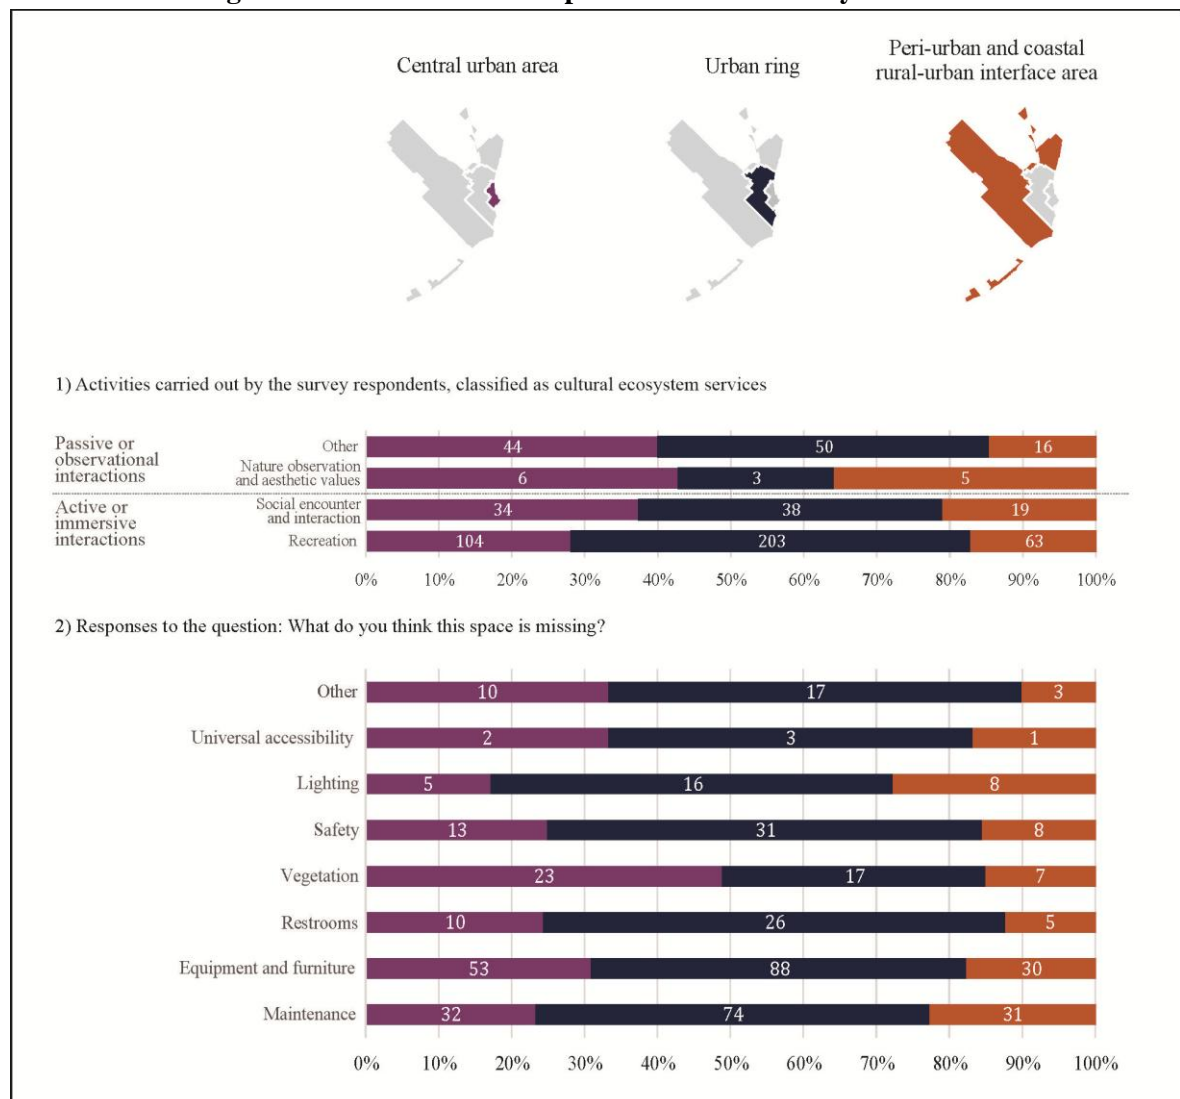 Central urban area
Urban ring
Peri-urban and coastal
rural-urban interface area
1) Activities carried out by the survey respondents, classified as cultural ecosystem services
Passive or
observational
interactions
Other
44
50
16
Nature observation
and aesthetic values
6
3
5
Active or
immersive
interactions
Social encounter
and interaction
34
38
19
Recreation
104
203
63
0% 10% 20% 30% 40% 50% 60% 70% 80% 90% 100%
2) Responses to the question: What do you think this space is missing?
Other
10
17
3
Universal accessibility
2
3
1
Lighting
5
16
8
Safety
13
31
8
Vegetation
23
17
7
Restrooms
10
26
5
Equipment and furniture
53
88
30
Maintenance
32
74
31
0% 10% 20% 30% 40% 50% 60% 70% 80% 90% 100%